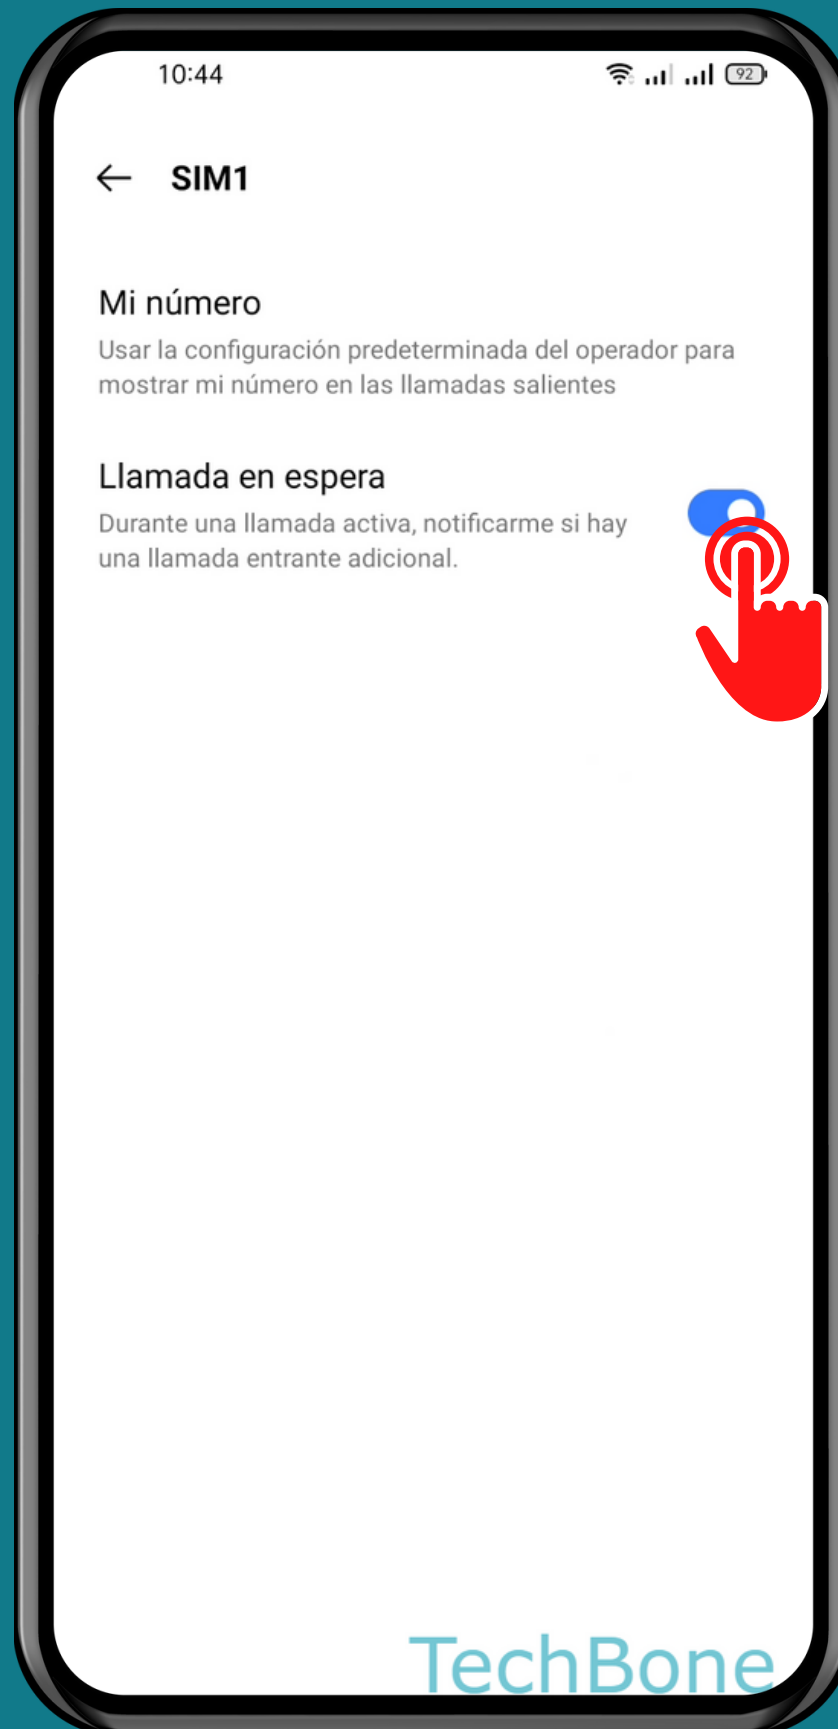 10:44
92
SIM1
Mi número
Usar la configuración predeterminada del operador para
mostrar mi número en las llamadas salientes
Llamada en espera
Durante una llamada activa, notificarme si hay
una llamada entrante adicional.
TechBone